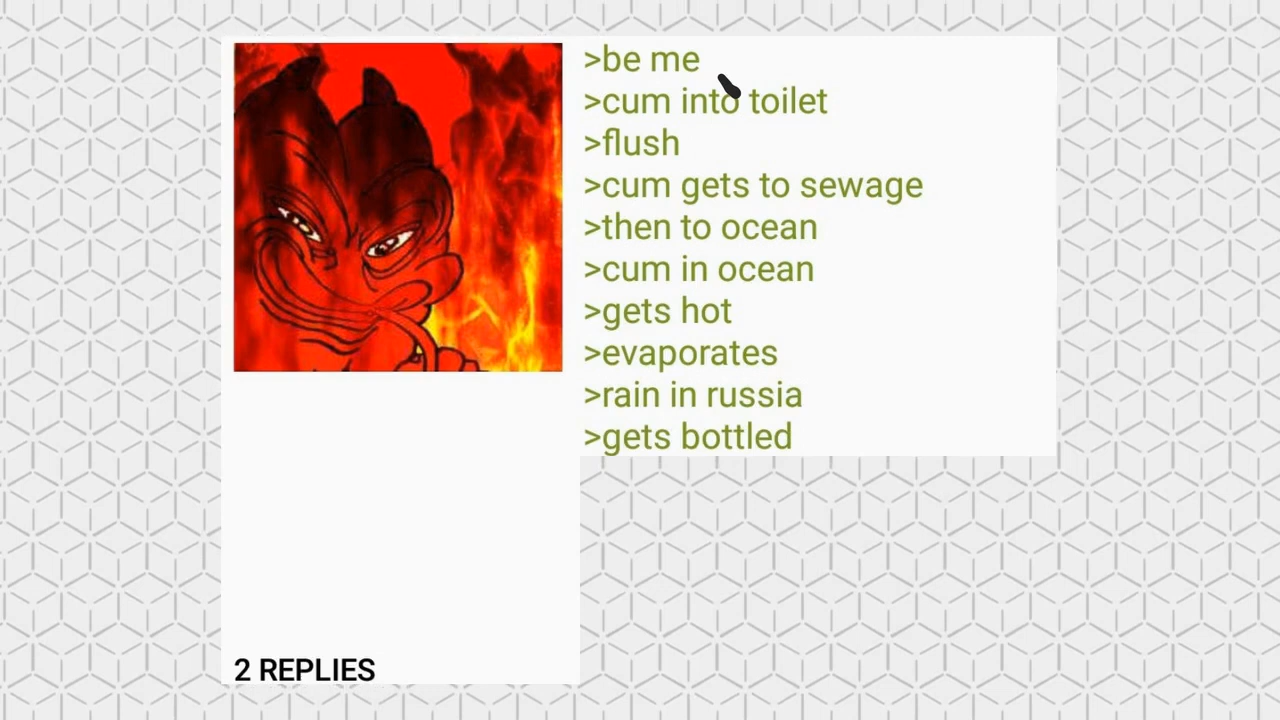 >be me
>cum into toilet
>flush
>cum gets to sewage
>then to ocean
>cum in ocean
>gets hot
>evaporates
>rain in russia
>gets bottled
2 REPLIES